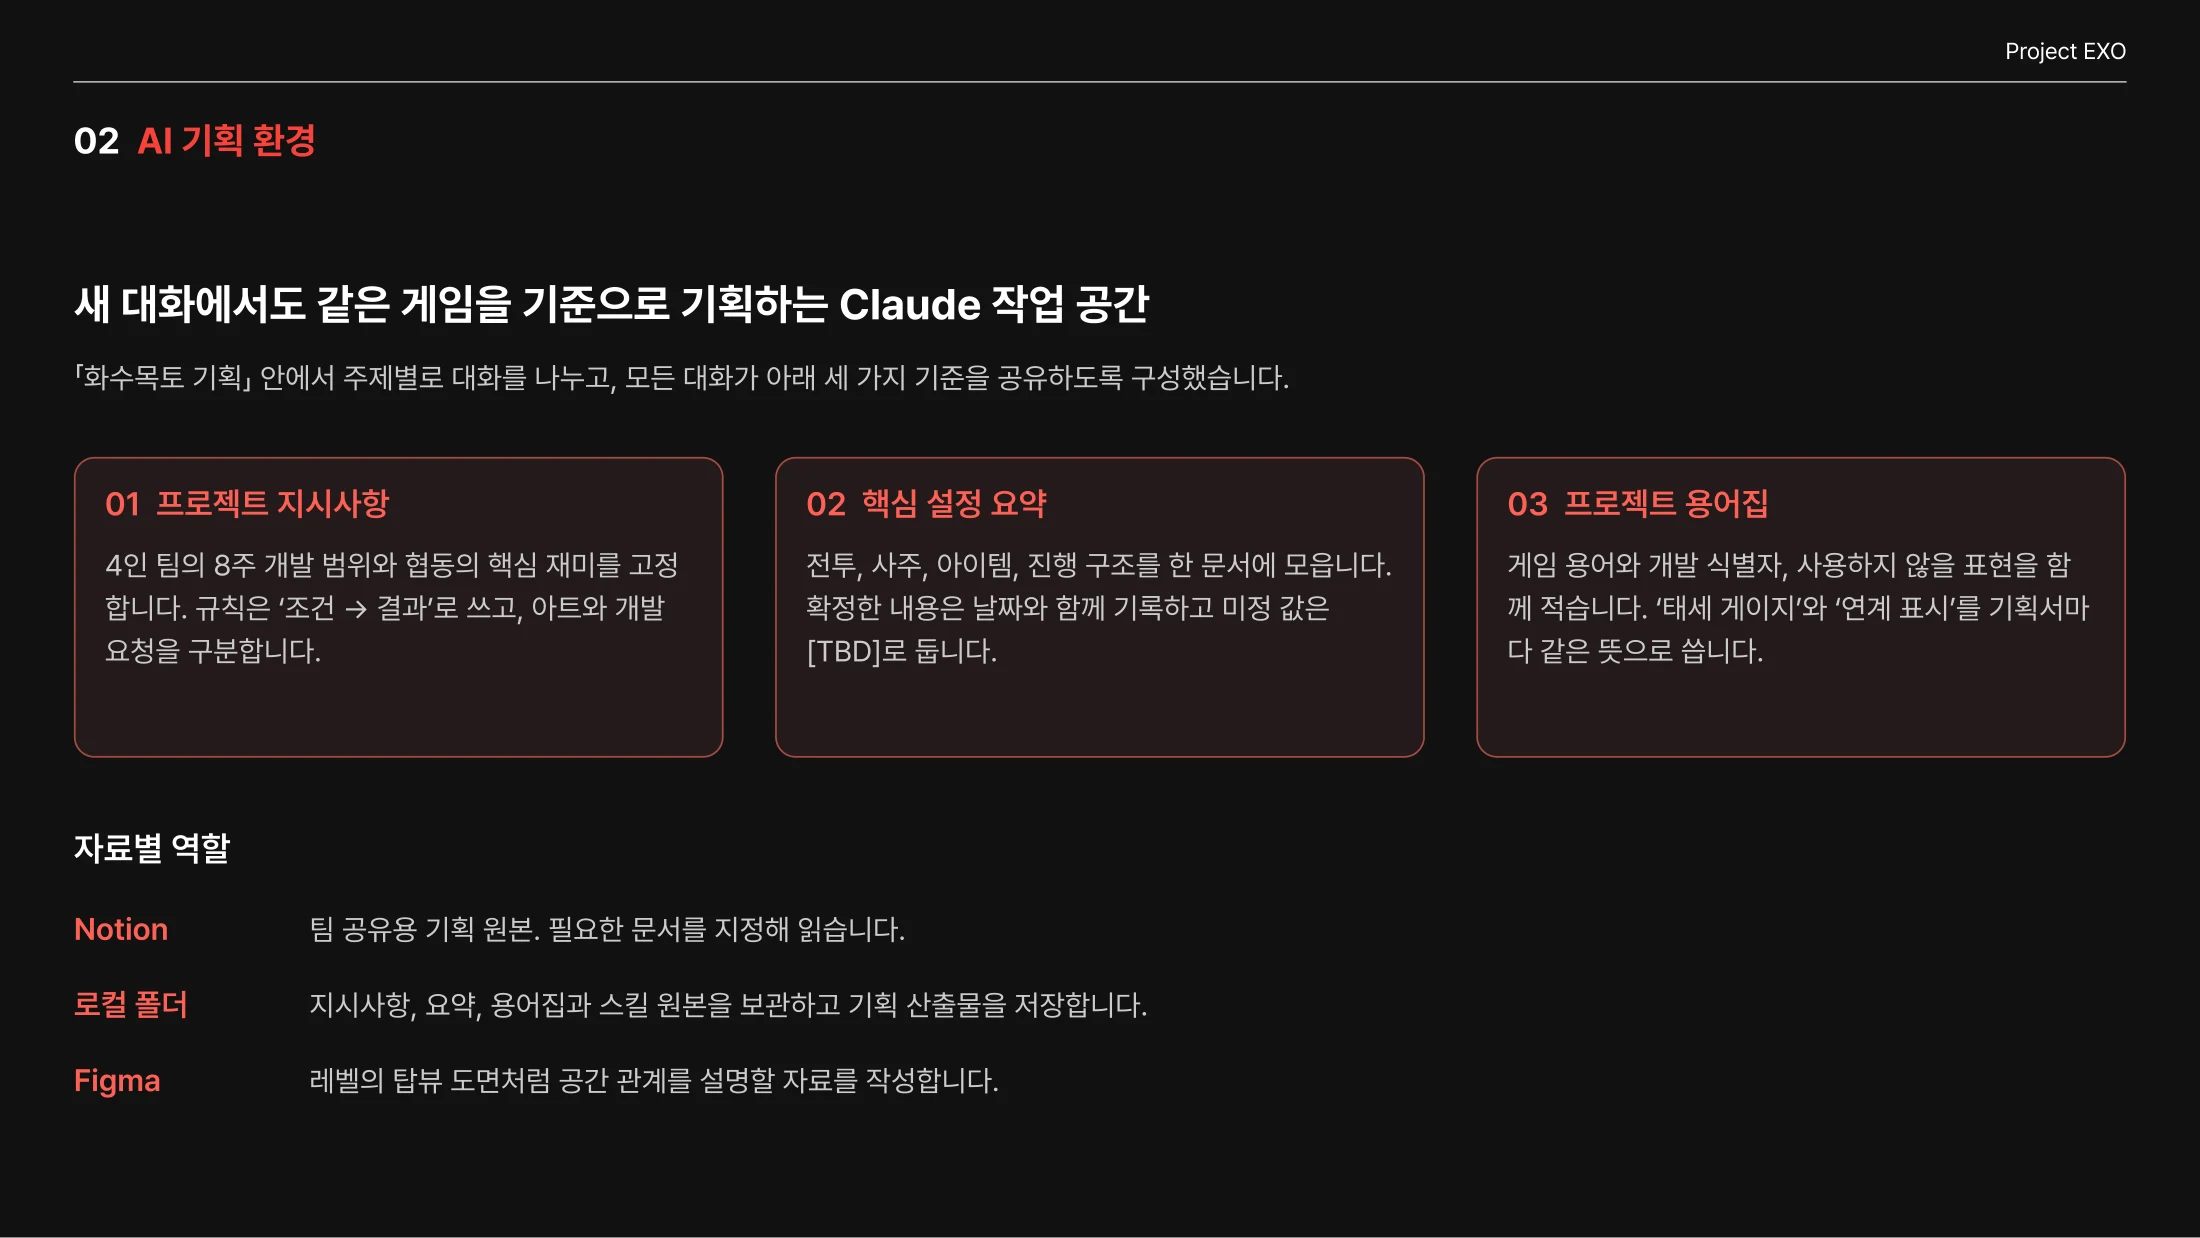 Project EXO
02 AI 기획 환경
새 대화에서도 같은 게임을 기준으로 기획하는 Claude 작업 공간
「화수목토 기획」 안에서 주제별로 대화를 나누고, 모든 대화가 아래 세 가지 기준을 공유하도록 구성했습니다.
01 프로젝트 지시사항
4인 팀의 8주 개발 범위와 협동의 핵심 재미를 고정
합니다. 규칙은 ‘조건 → 결과’로 쓰고, 아트와 개발
요청을 구분합니다.
02 핵심 설정 요약
전투, 사주, 아이템, 진행 구조를 한 문서에 모읍니다.
확정한 내용은 날짜와 함께 기록하고 미정 값은
[TBD]로 둡니다.
03 프로젝트 용어집
게임 용어와 개발 식별자, 사용하지 않을 표현을 함
께 적습니다. ‘태세 게이지’와 ‘연계 표시’를 기획서마
다 같은 뜻으로 씁니다.
자료별 역할
Notion 팀 공유용 기획 원본. 필요한 문서를 지정해 읽습니다.
로컬 폴더 지시사항, 요약, 용어집과 스킬 원본을 보관하고 기획 산출물을 저장합니다.
Figma 레벨의 탑뷰 도면처럼 공간 관계를 설명할 자료를 작성합니다.